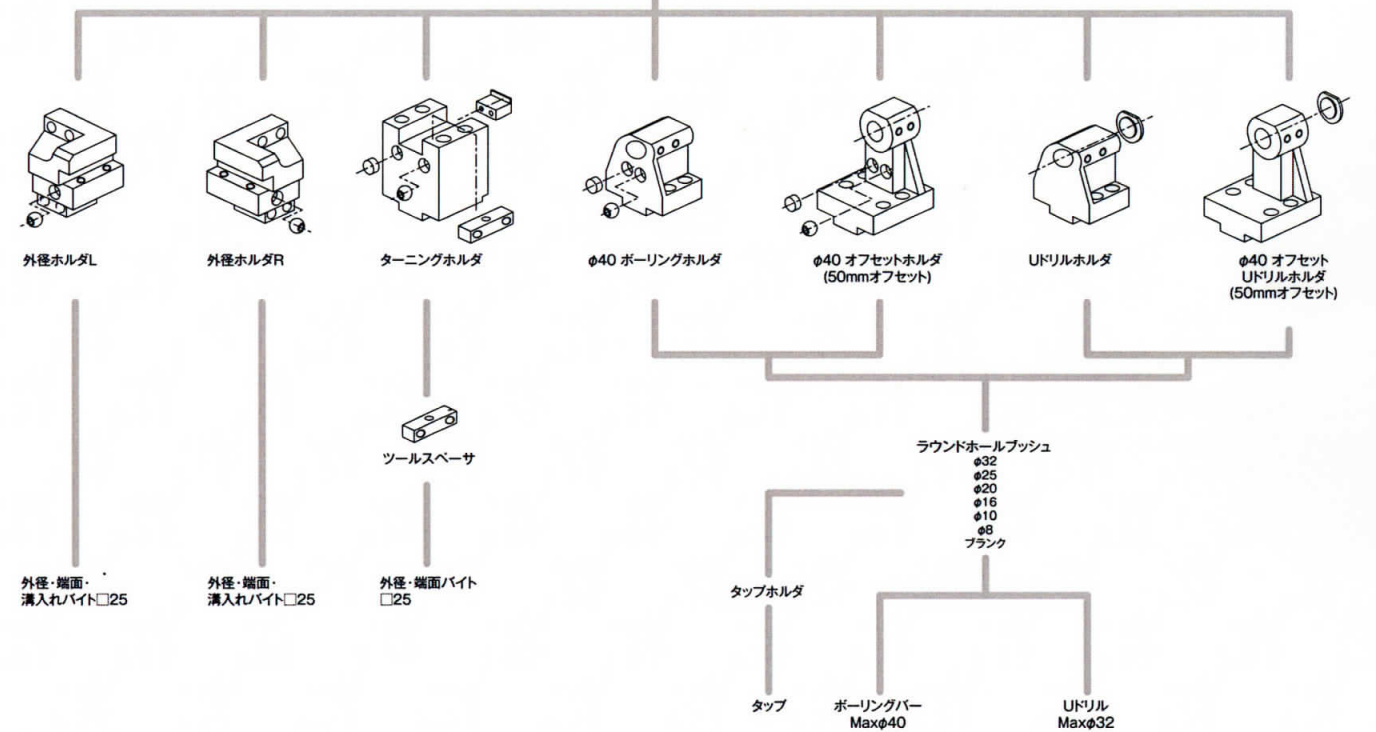 外径ホルダL
外径ホルダR
ターニングホルダ
φ40 ボーリングホルダ
φ40 オフセットホルダ
(50mmオフセット)
Uドリルホルダ
φ40 オフセット
Uドリルホルダ
(50mmオフセット)
ツールスペーサ
ラウンドホールブッシュ
φ32
φ25
φ20
φ16
φ10
φ8
ブランク
外径・端面・
溝入れバイト□25
外径・端面・
溝入れバイト□25
外径・端面バイト
□25
タップホルダ
タップ
ボーリングバー
Maxφ40
Uドリル
Maxφ32